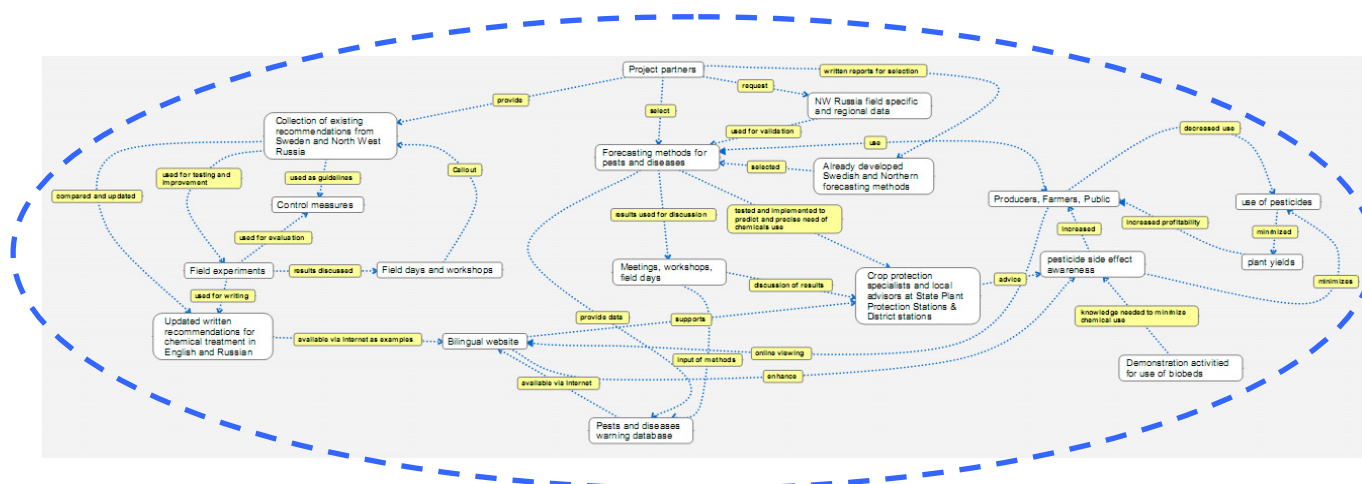 Project partners
written reports for selection
request
provide
select
NW Russia field specific
and regional data
Collection of existing
recommendations from
Sweden and North West
Russia
used for validation
decreased use
use
Forecasting methods for
pests and diseases
selected
Already developed
Swedish and Northern
forecasting methods
Callout
used for testing and
improvement
used as guidelines
compared and updated
Control measures
Producers, Farmers, Public
use of pesticides
results used for discussion
tested and implemented to
predict and precise need of
chemicals use
increased
increased profitability
minimized
used for evaluation
Field experiments
results discussed
Field days and workshops
Meetings, workshops,
field days
discussion of results
Crop protection
specialists and local
advisors at State Plant
Protection Stations &
District stations
advice
pesticide side effect
awareness
plant yields
minimizes
used for writing
Updated written
recommendations for
chemical treatment in
English and Russian
available via Internet as examples
Bilingual website
provide data
supports
knowledge needed to minimize
chemical use
online viewing
input of methods
enhance
available via Internet
Demonstration activitied
for use of biobeds
Pests and diseases
warning database